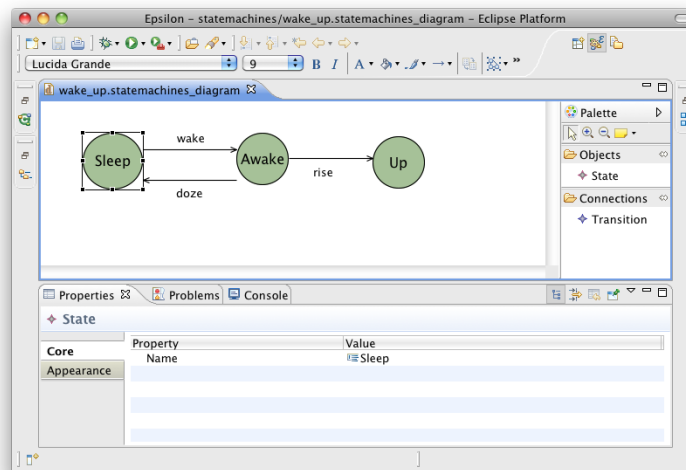 Epsilon - statemachines/wake_up.statemachines_diagram - Eclipse Platform
Lucida Grande 9 B I A »
wake_up.statemachines_diagram
Palette
Objects
State
Connections
Transition
Sleep
wake
Awake
doze
rise
Up
Properties Problems Console
State
Core
Appearance
Property Value
Name Sleep